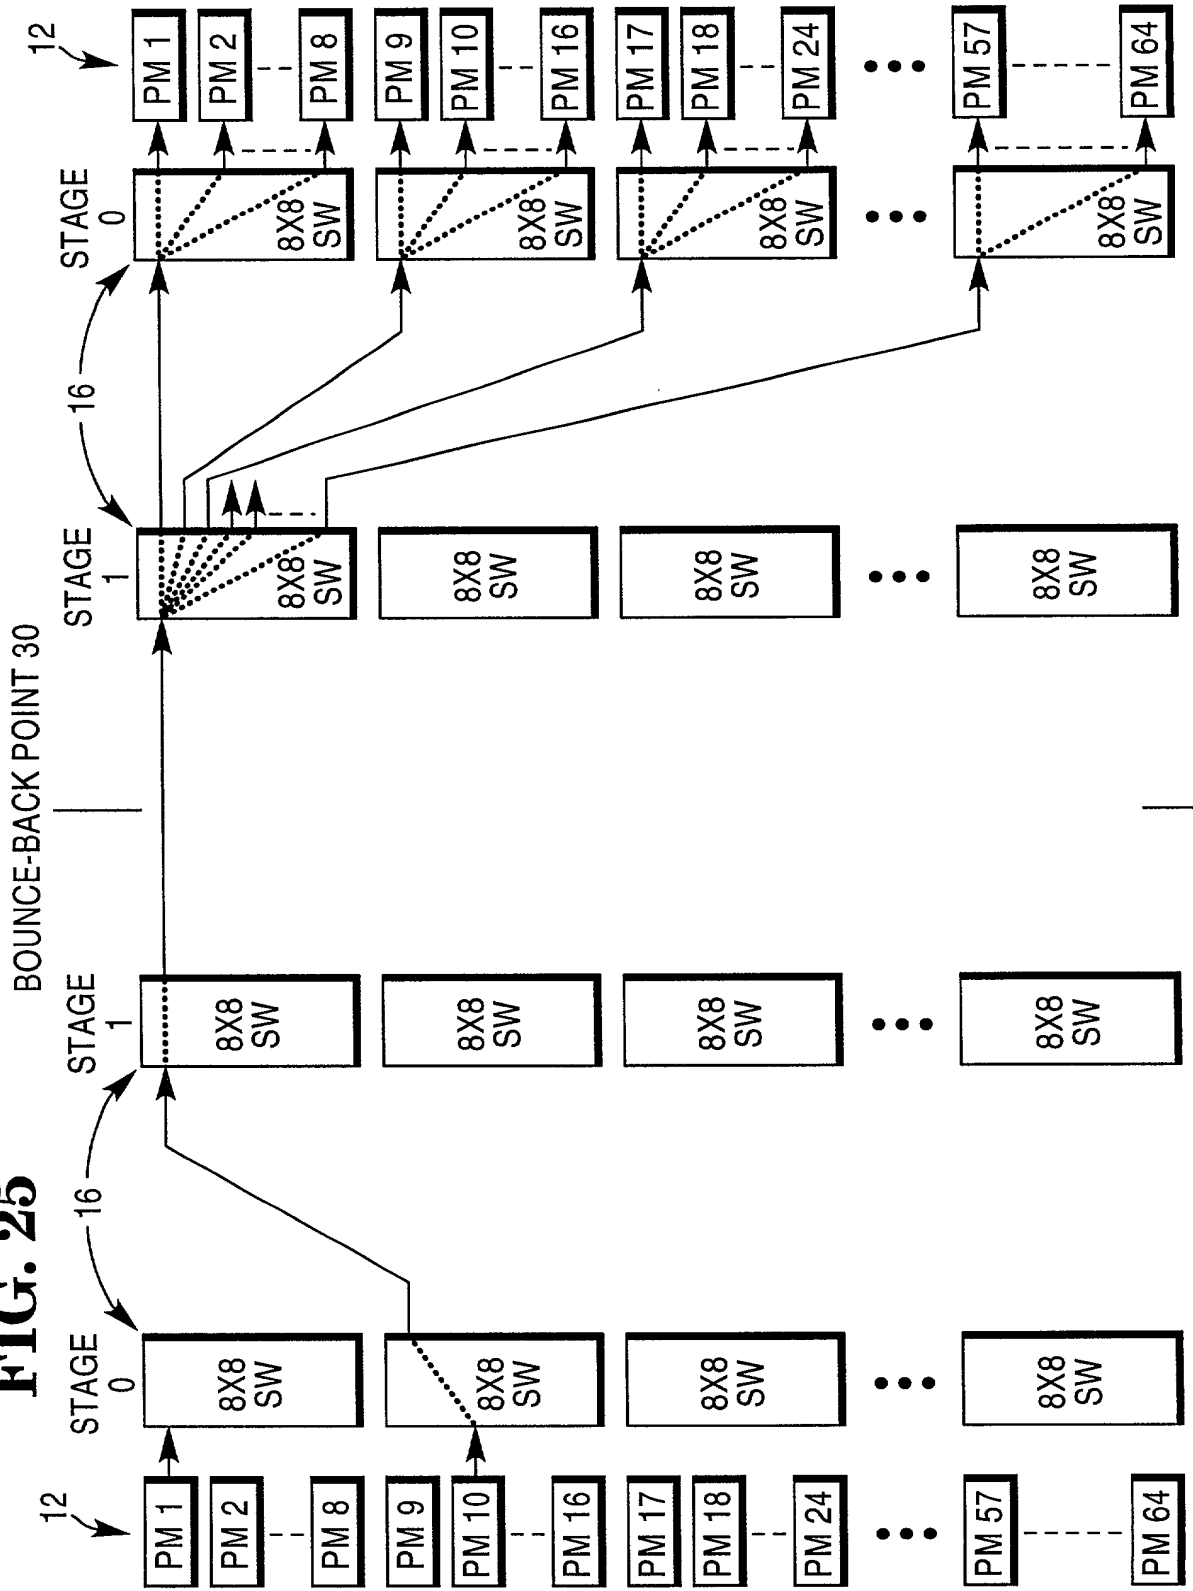 FIG. 25
BOUNCE-BACK POINT 30
12
STAGE
0
16
STAGE
1
STAGE
1
16
STAGE
0
12
PM 1
PM 2
PM 8
PM 9
PM 10
PM 16
PM 17
PM 18
PM 24
PM 57
PM 64
8X8
SW
8X8
SW
8X8
SW
8X8
SW
8X8
SW
8X8
SW
8X8
SW
8X8
SW
8X8
SW
8X8
SW
8X8
SW
8X8
SW
8X8
SW
8X8
SW
8X8
SW
8X8
SW
PM 1
PM 2
PM 8
PM 9
PM 10
PM 16
PM 17
PM 18
PM 24
PM 57
PM 64